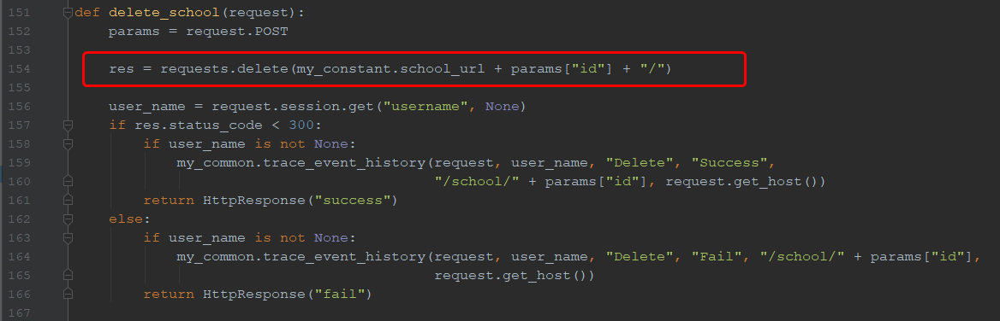 151 def delete_school(request):
152 params = request.POST
153
154 res = requests.delete(my_constant.school_url + params["id"] + "/")
155
156 user_name = request.session.get("username", None)
157 if res.status_code < 300:
158 if user_name is not None:
159 my_common.trace_event_history(request, user_name, "Delete", "Success",
160 "/school/" + params["id"], request.get_host())
161 return HttpResponse("success")
162 else:
163 if user_name is not None:
164 my_common.trace_event_history(request, user_name, "Delete", "Fail", "/school/" + params["id"],
165 request.get_host())
166 return HttpResponse("fail")
167